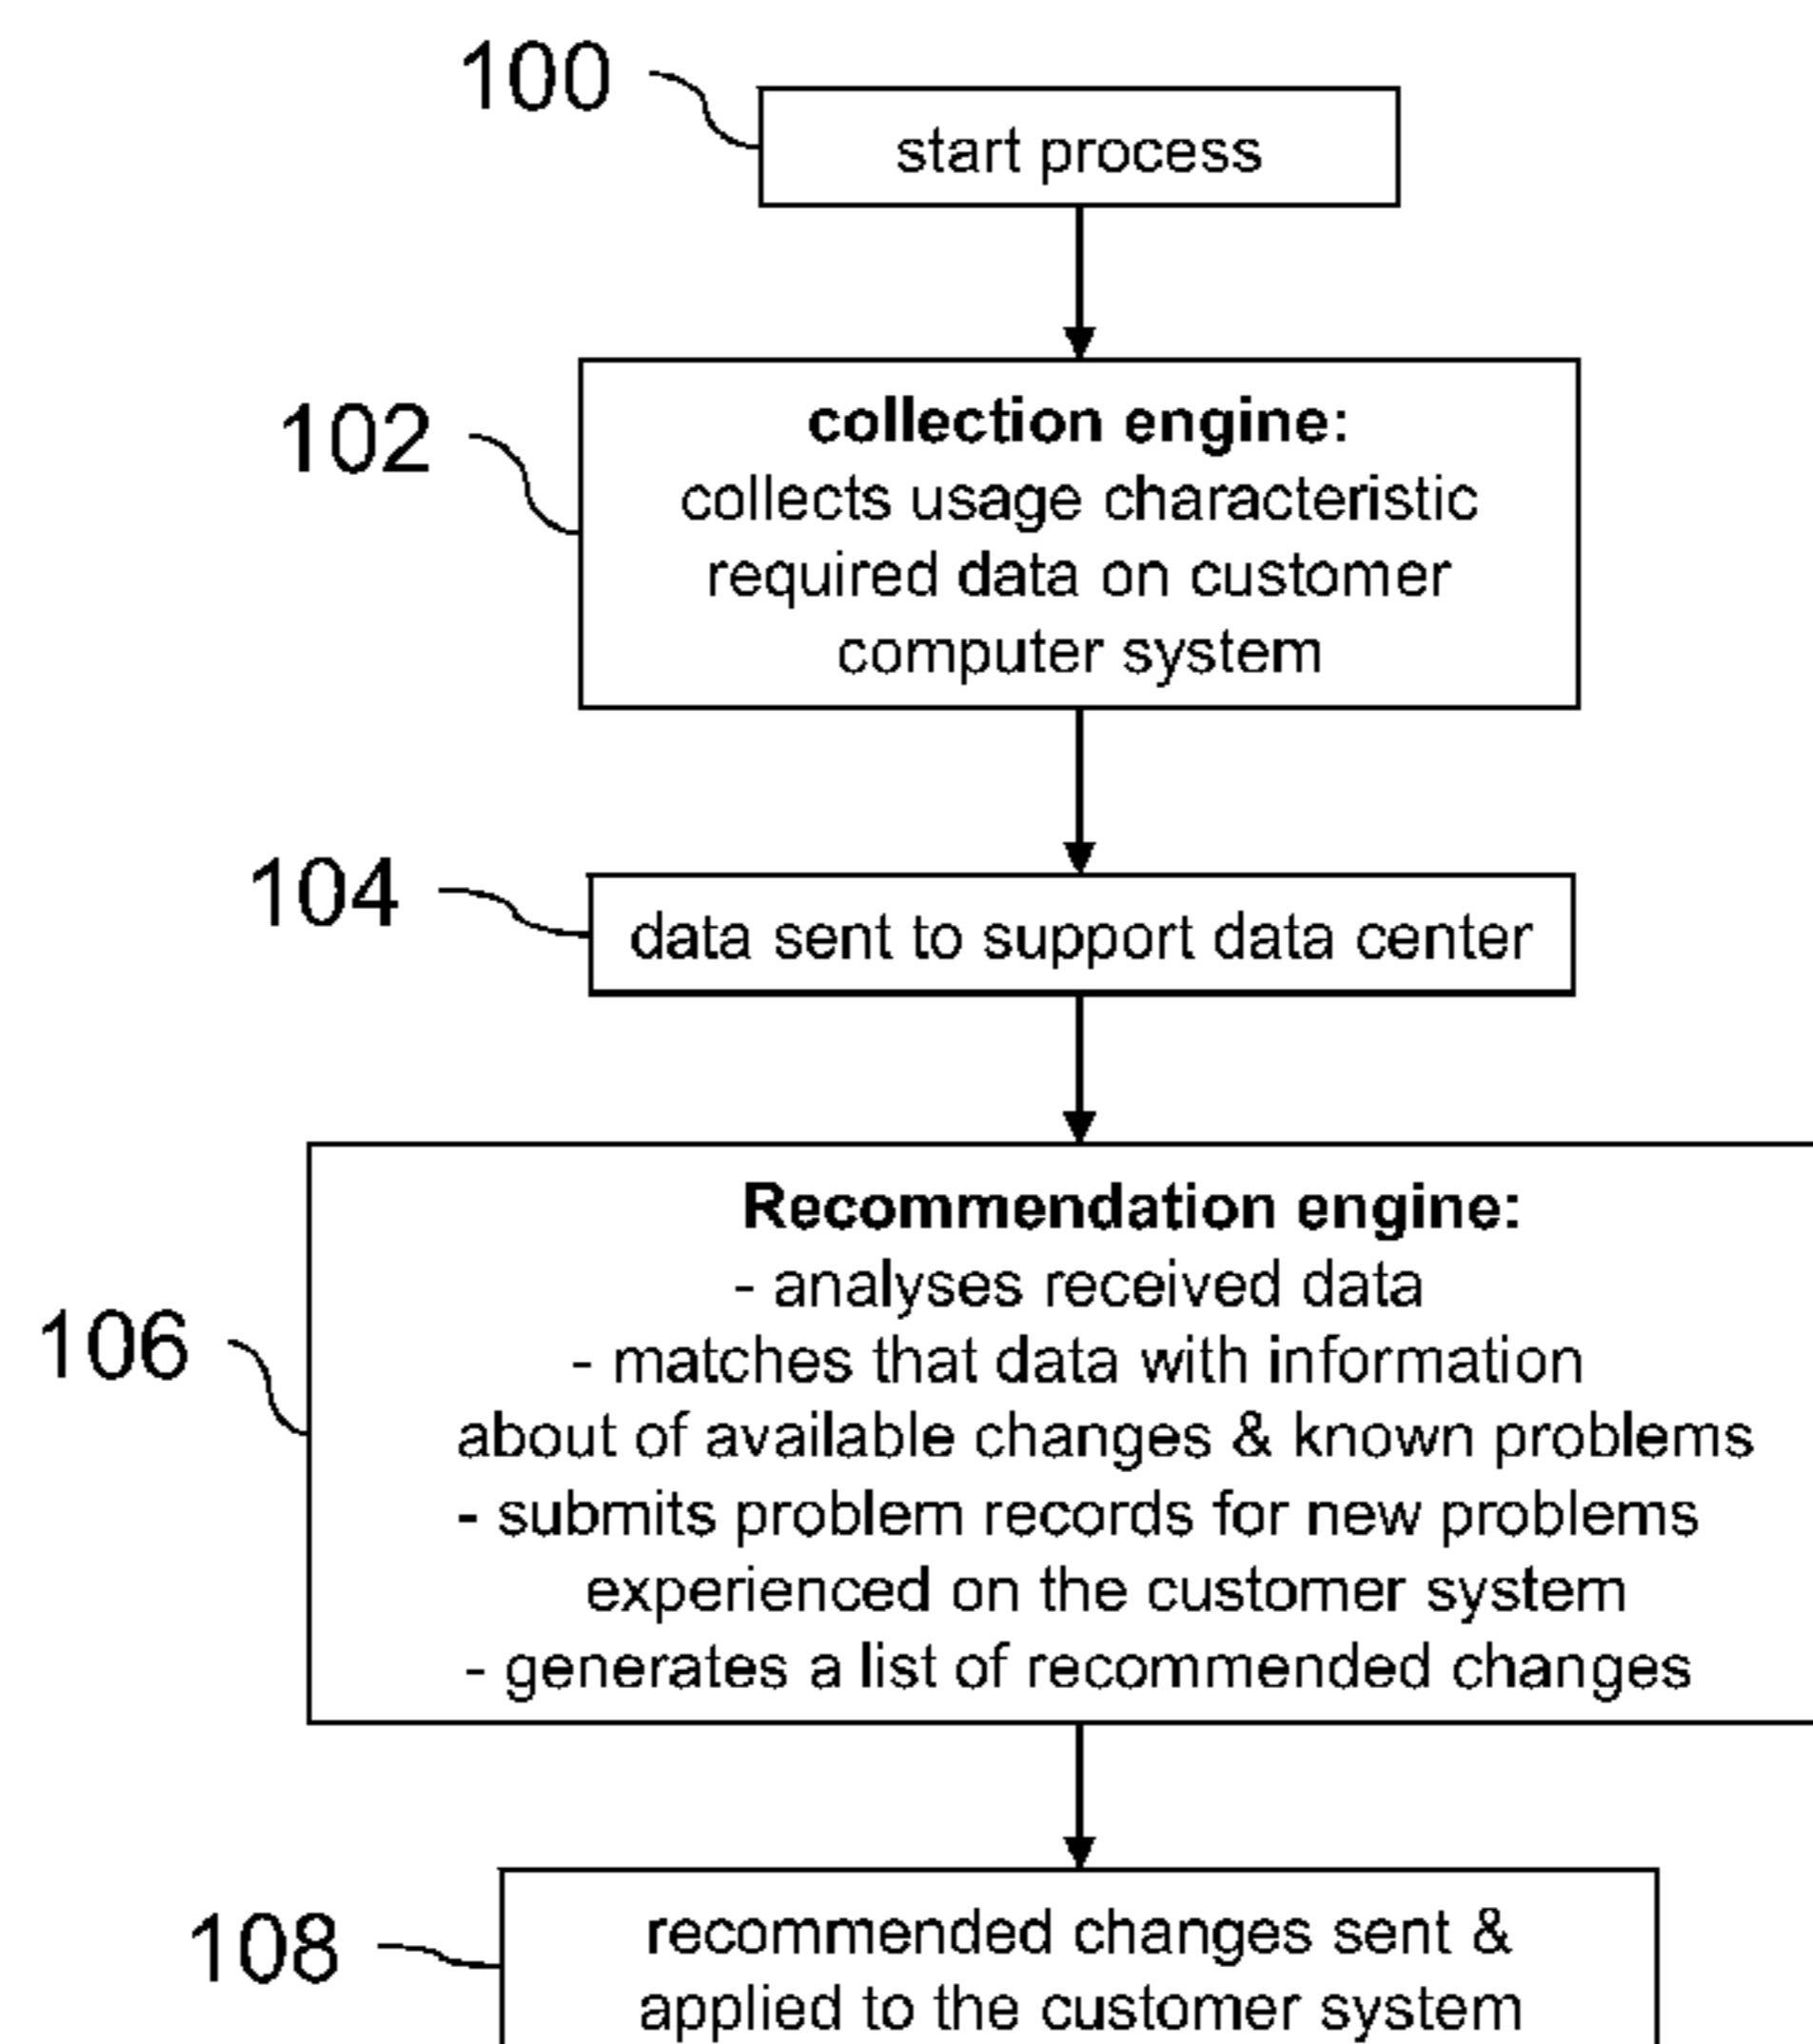 100
start process
102
collection engine:
collects usage characteristic
required data on customer
computer system
104
data sent to support data center
106
Recommendation engine:
- analyses received data
- matches that data with information
about of available changes & known problems
- submits problem records for new problems
experienced on the customer system
- generates a list of recommended changes
108
recommended changes sent &
applied to the customer system